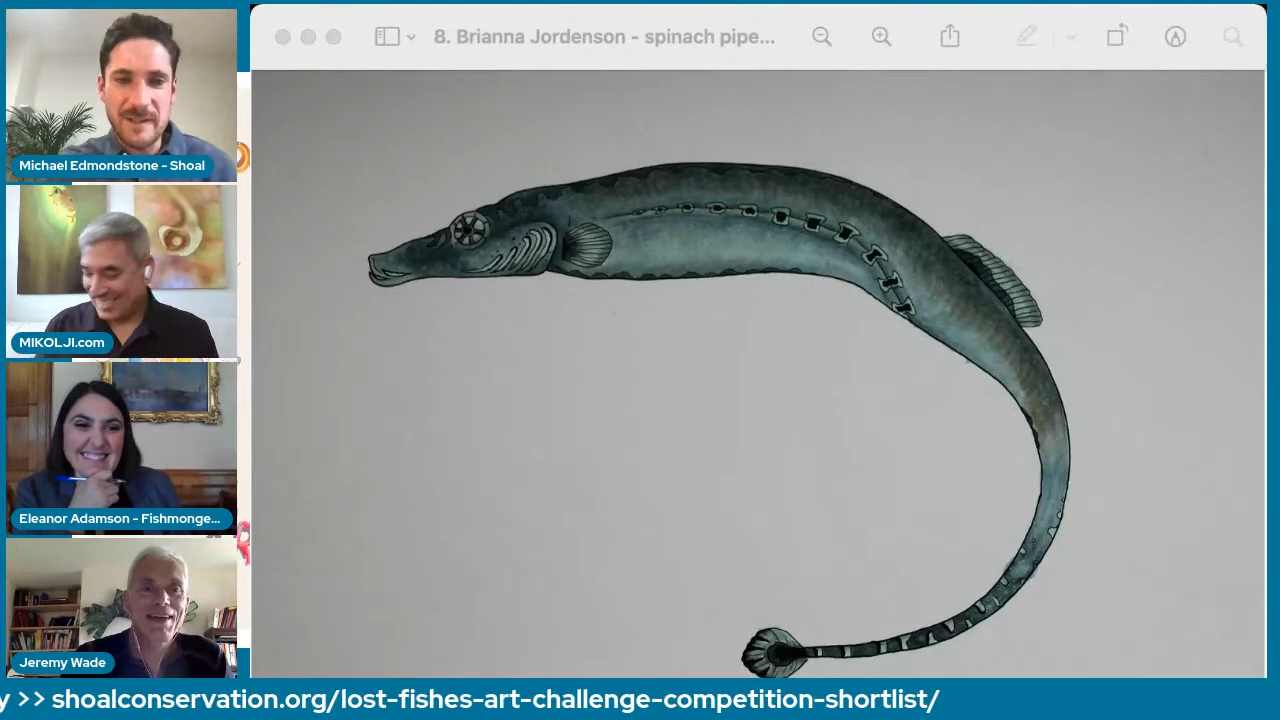 8. Brianna Jordenson - spinach pipe...
Michael Edmondstone - Shoal
MIKOLJI.com
Eleanor Adamson - Fishmonge...
Jeremy Wade
y >> shoalconservation.org/lost-fishes-art-challenge-competition-shortlist/